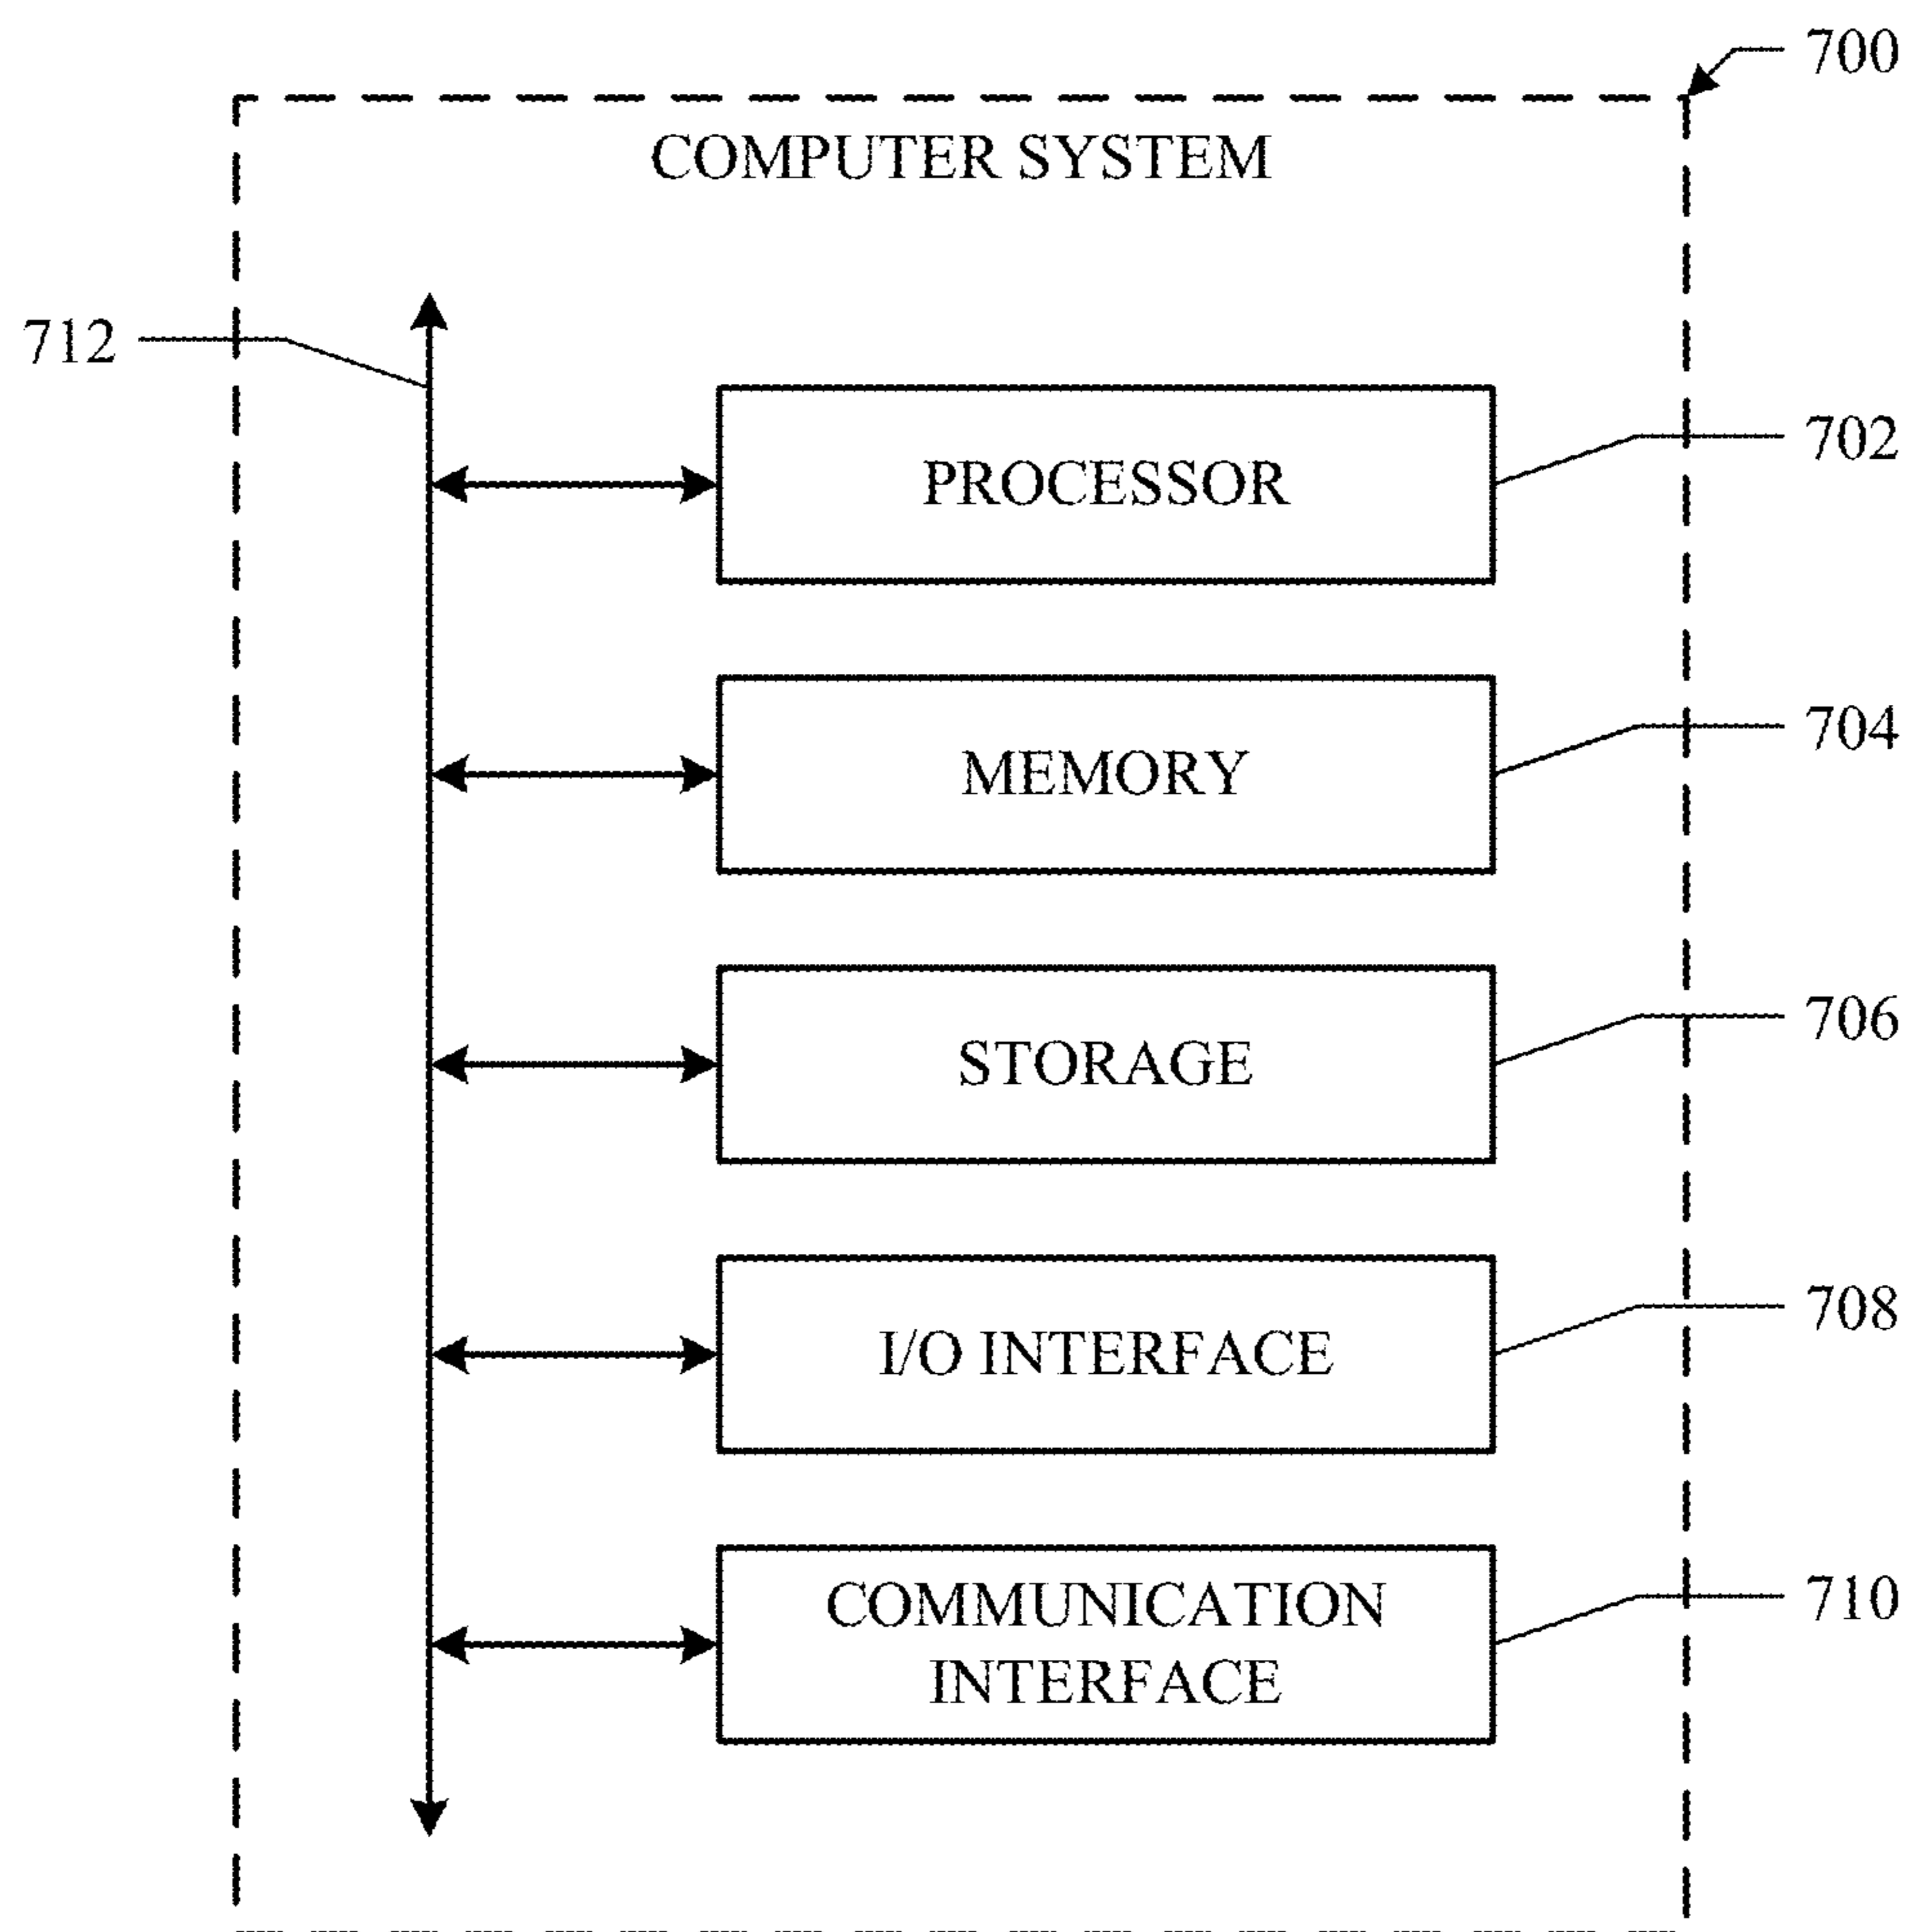 700
COMPUTER SYSTEM
712
PROCESSOR
702
MEMORY
704
STORAGE
706
I/O INTERFACE
708
COMMUNICATION
INTERFACE
710